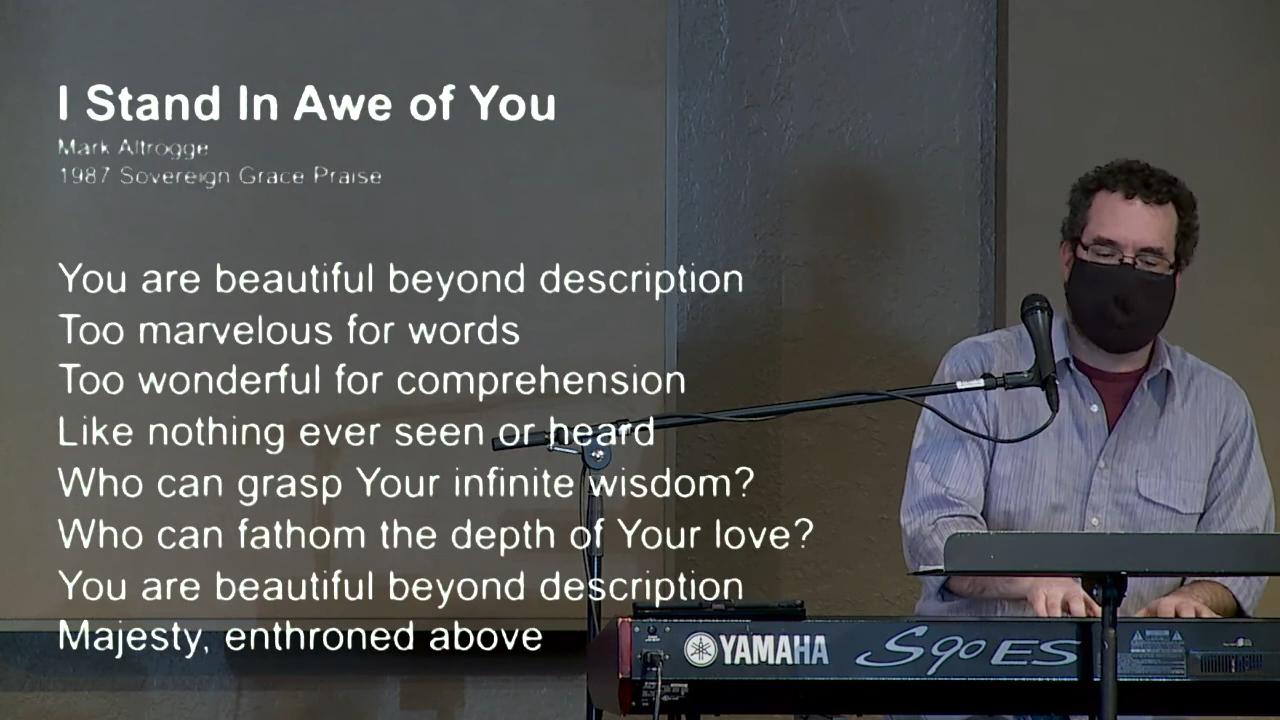 I Stand In Awe of You
Mark Altrogge
1987 Sovereign Grace Praise
You are beautiful beyond description
Too marvelous for words
Too wonderful for comprehension
Like nothing ever seen or heard
Who can grasp Your infinite wisdom?
Who can fathom the depth of Your love?
You are beautiful beyond description
Majesty, enthroned above
YAMAHA S90 ES